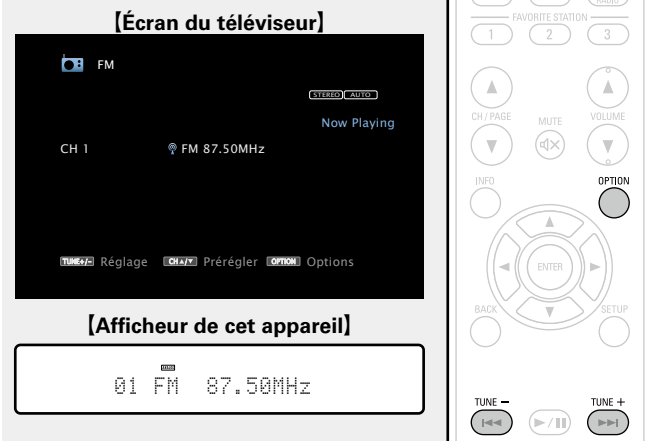 【Écran du téléviseur】
FM
STEREO AUTO
Now Playing
CH 1 FM 87.50MHz
TUNE+/- Réglage CH▲/▼ Prérégler OPTION Options
【Afficheur de cet appareil】
01 FM 87.50MHz
RADIO
FAVORITE STATION
1 2 3
CH / PAGE MUTE VOLUME
INFO OPTION
ENTER
BACK SETUP
TUNE – TUNE +